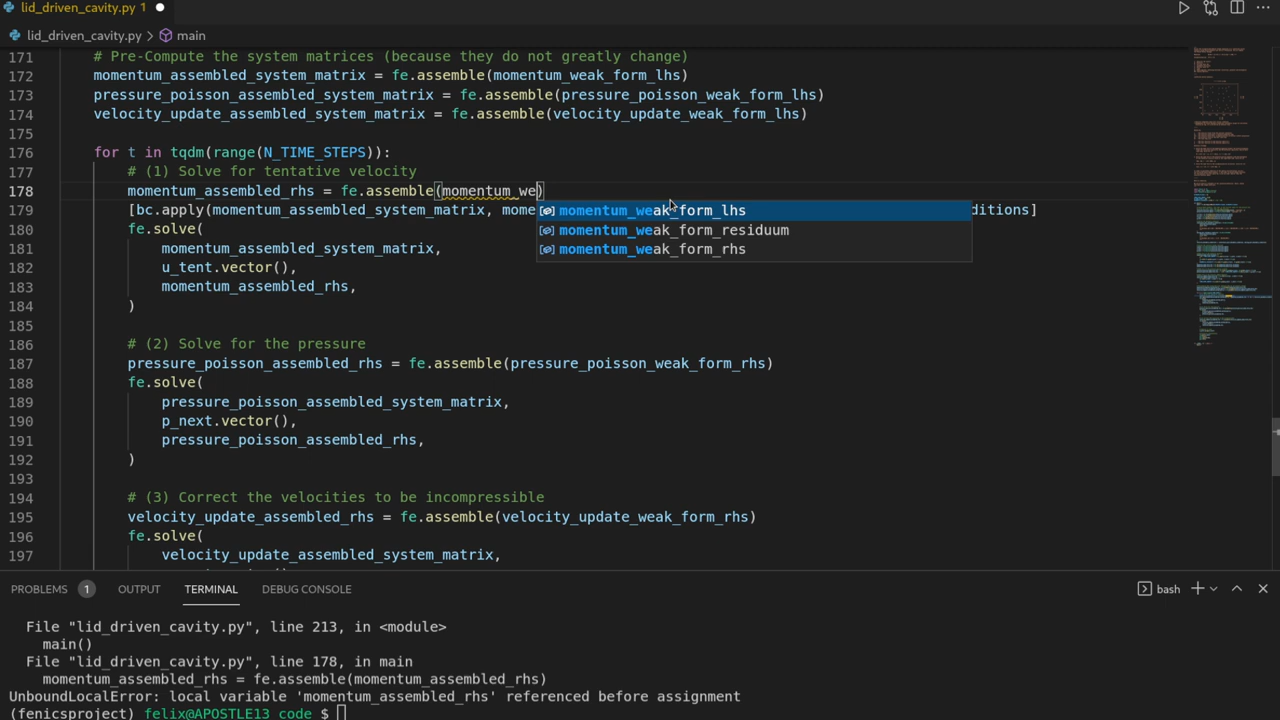 lid_driven_cavity.py 1
lid_driven_cavity.py > main
171 # Pre-Compute the system matrices (because they do not greatly change)
172 momentum_assembled_system_matrix = fe.assemble(momentum_weak_form_lhs)
173 pressure_poisson_assembled_system_matrix = fe.assemble(pressure_poisson_weak_form_lhs)
174 velocity_update_assembled_system_matrix = fe.assemble(velocity_update_weak_form_lhs)
175
176 for t in tqdm(range(N_TIME_STEPS)):
177 # (1) Solve for tentative velocity
178 momentum_assembled_rhs = fe.assemble(momentum_we)
179 [bc.apply(momentum_assembled_system_matrix, mome ditions]
momentum_weak_form_lhs
momentum_weak_form_residuum
momentum_weak_form_rhs
180 fe.solve(
181 momentum_assembled_system_matrix,
182 u_tent.vector(),
183 momentum_assembled_rhs,
184 )
185
186 # (2) Solve for the pressure
187 pressure_poisson_assembled_rhs = fe.assemble(pressure_poisson_weak_form_rhs)
188 fe.solve(
189 pressure_poisson_assembled_system_matrix,
190 p_next.vector(),
191 pressure_poisson_assembled_rhs,
192 )
193
194 # (3) Correct the velocities to be incompressible
195 velocity_update_assembled_rhs = fe.assemble(velocity_update_weak_form_rhs)
196 fe.solve(
197 velocity_update_assembled_system_matrix,
PROBLEMS 1 OUTPUT TERMINAL DEBUG CONSOLE bash
File "lid_driven_cavity.py", line 213, in <module>
main()
File "lid_driven_cavity.py", line 178, in main
momentum_assembled_rhs = fe.assemble(momentum_assembled_rhs)
UnboundLocalError: local variable 'momentum_assembled_rhs' referenced before assignment
(fenicsproject) felix@APOSTLE13 code $